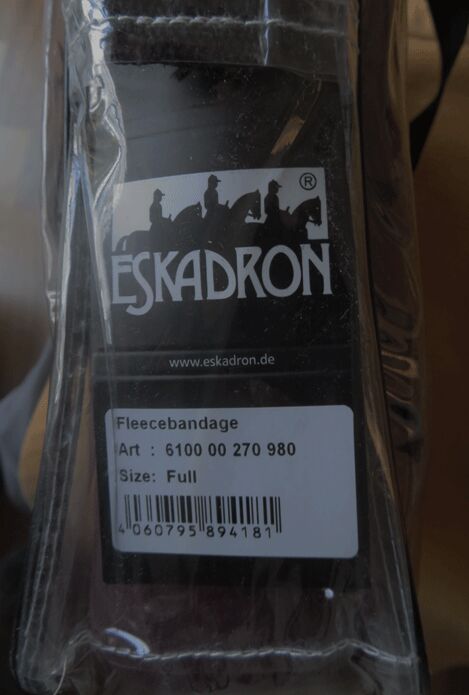 ®
ESKADRON
www.eskadron.de
Fleecebandage
Art : 6100 00 270 980
Size: Full
4 060795 894181